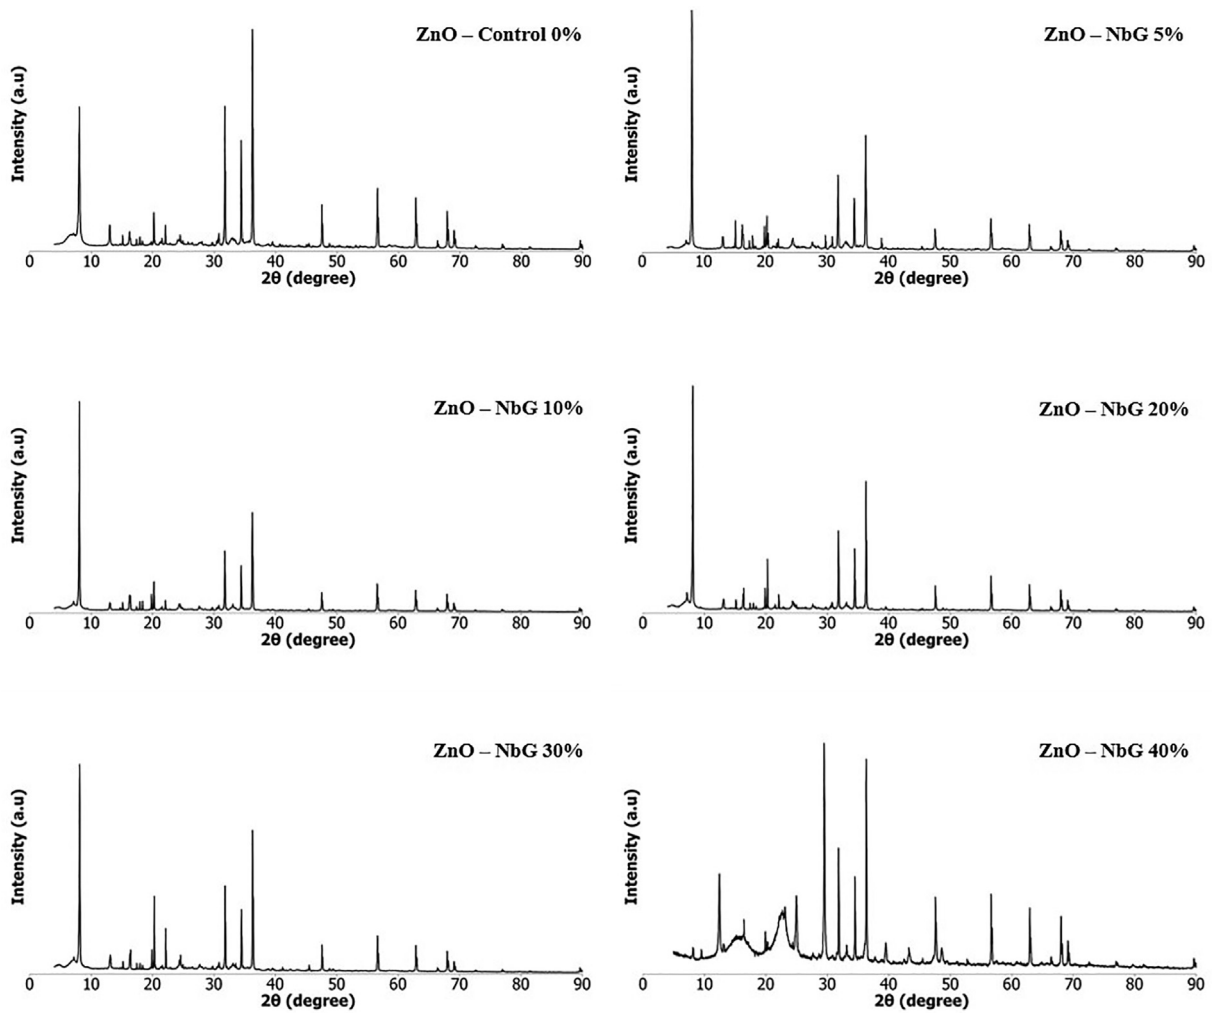 ZnO – Control 0%
Intensity (a.u)
0 10 20 30 40 50 60 70 80 90
2θ (degree)
ZnO – NbG 5%
Intensity (a.u)
0 10 20 30 40 50 60 70 80 90
2θ (degree)
ZnO – NbG 10%
Intensity (a.u)
0 10 20 30 40 50 60 70 80 90
2θ (degree)
ZnO – NbG 20%
Intensity (a.u)
0 10 20 30 40 50 60 70 80 90
2θ (degree)
ZnO – NbG 30%
Intensity (a.u)
0 10 20 30 40 50 60 70 80 90
2θ (degree)
ZnO – NbG 40%
Intensity (a.u)
0 10 20 30 40 50 60 70 80 90
2θ (degree)